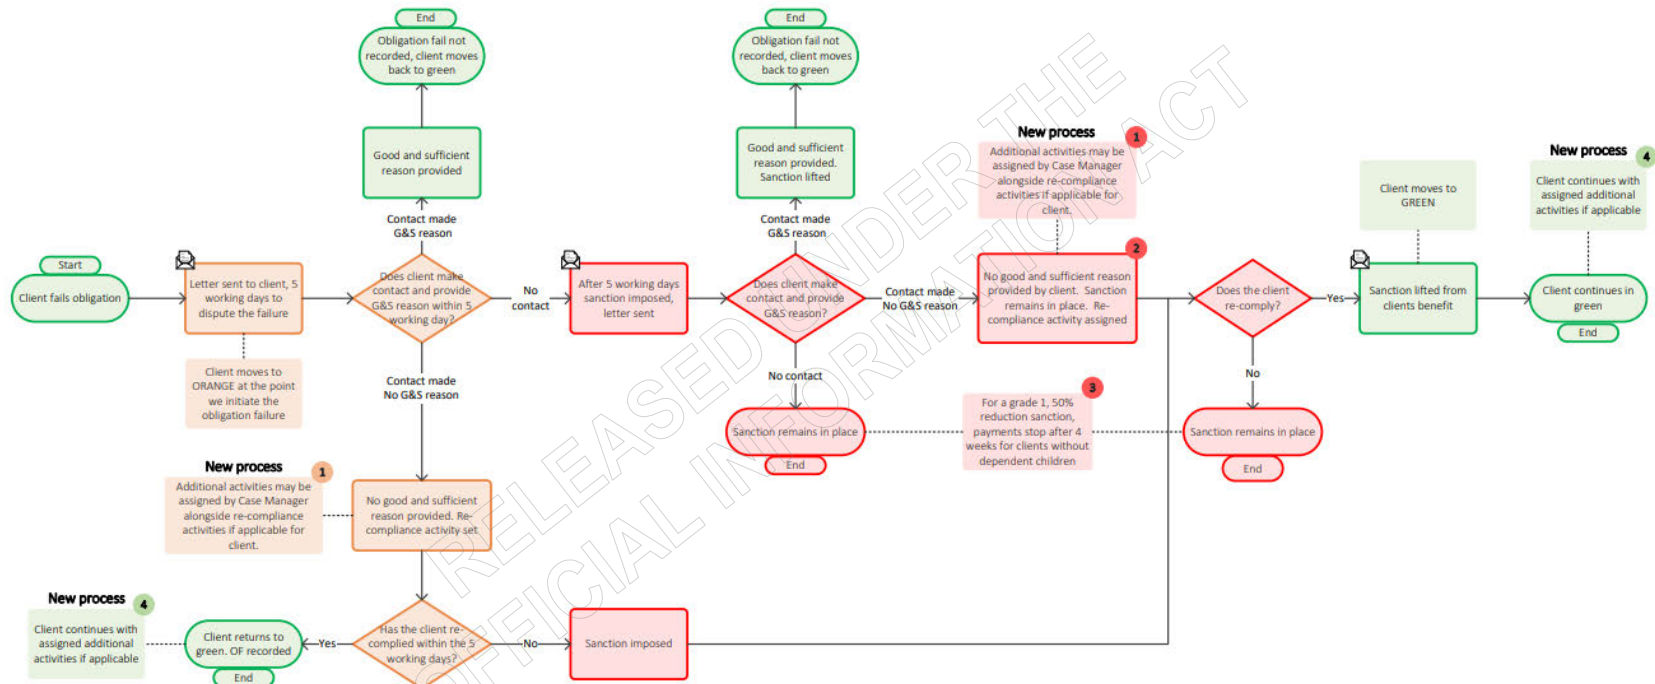 End
Obligation fail not
recorded, client moves
back to green
Good and sufficient
reason provided
Contact made
G&S reason
End
Obligation fail not
recorded, client moves
back to green
Good and sufficient
reason provided.
Sanction lifted
Contact made
G&S reason
New process
1
Additional activities may be
assigned by Case Manager
alongside re-compliance
activities if applicable for
client.
Client moves to
GREEN
New process
4
Client continues with
assigned additional
activities if applicable
Start
Client fails obligation
Letter sent to client, 5
working days to
dispute the failure
Client moves to
ORANGE at the point
we initiate the
obligation failure
Does client make
contact and provide
G&S reason within 5
working day?
No
contact
After 5 working days
sanction imposed,
letter sent
Does client make
contact and provide
G&S reason?
Contact made
No G&S reason
2
No good and sufficient reason
provided by client. Sanction
remains in place. Re-
compliance activity assigned
Does the client
re-comply?
Yes
Sanction lifted from
clients benefit
Client continues in
green
End
Contact made
No G&S reason
No contact
Sanction remains in place
End
3
For a grade 1, 50%
reduction sanction,
payments stop after 4
weeks for clients without
dependent children
No
Sanction remains in place
End
New process
1
Additional activities may be
assigned by Case Manager
alongside re-compliance
activities if applicable for
client.
No good and sufficient
reason provided. Re-
compliance activity set
New process
4
Client continues with
assigned additional
activities if applicable
Client returns to
green. OF recorded
End
Yes
Has the client re-
complied within the 5
working days?
No
Sanction imposed
RELEASED UNDER THE
OFFICIAL INFORMATION ACT